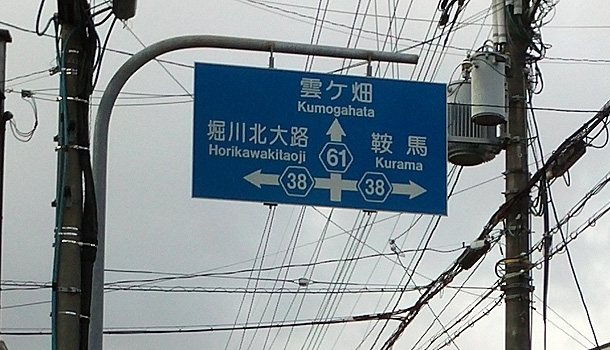 雲ケ畑
Kumogahata
堀川北大路
Horikawakitaoji
鞍馬
Kurama
61
38
38